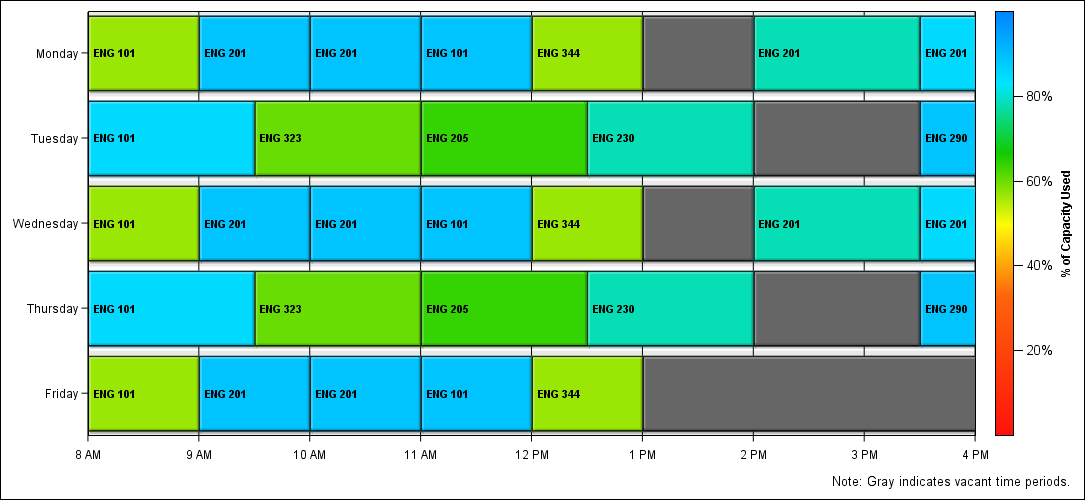 Monday
ENG 101
ENG 201
ENG 201
ENG 101
ENG 344
ENG 201
ENG 201
Tuesday
ENG 101
ENG 323
ENG 205
ENG 230
ENG 290
Wednesday
ENG 101
ENG 201
ENG 201
ENG 101
ENG 344
ENG 201
ENG 201
Thursday
ENG 101
ENG 323
ENG 205
ENG 230
ENG 290
Friday
ENG 101
ENG 201
ENG 201
ENG 101
ENG 344
8 AM
9 AM
10 AM
11 AM
12 PM
1 PM
2 PM
3 PM
4 PM
80%
60%
40%
20%
% of Capacity Used
Note: Gray indicates vacant time periods.